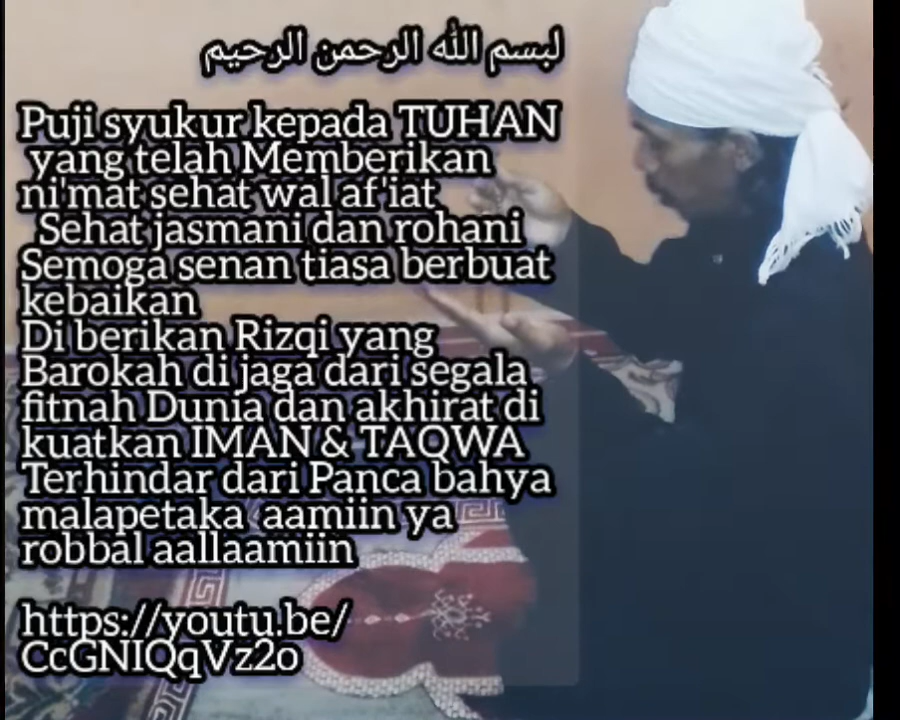 لبسم الله الرحمن الرحيم
Puji syukur kepada TUHAN
yang telah Memberikan
ni'mat sehat wal af'iat
Sehat jasmani dan rohani
Semoga senan tiasa berbuat
kebaikan
Di berikan Rizqi yang
Barokah di jaga dari segala
fitnah Dunia dan akhirat di
kuatkan IMAN & TAQWA
Terhindar dari Panca bahya
malapetaka aamiin ya
robbal aallaamiin
https://youtu.be/
CcGNIQqVz2o